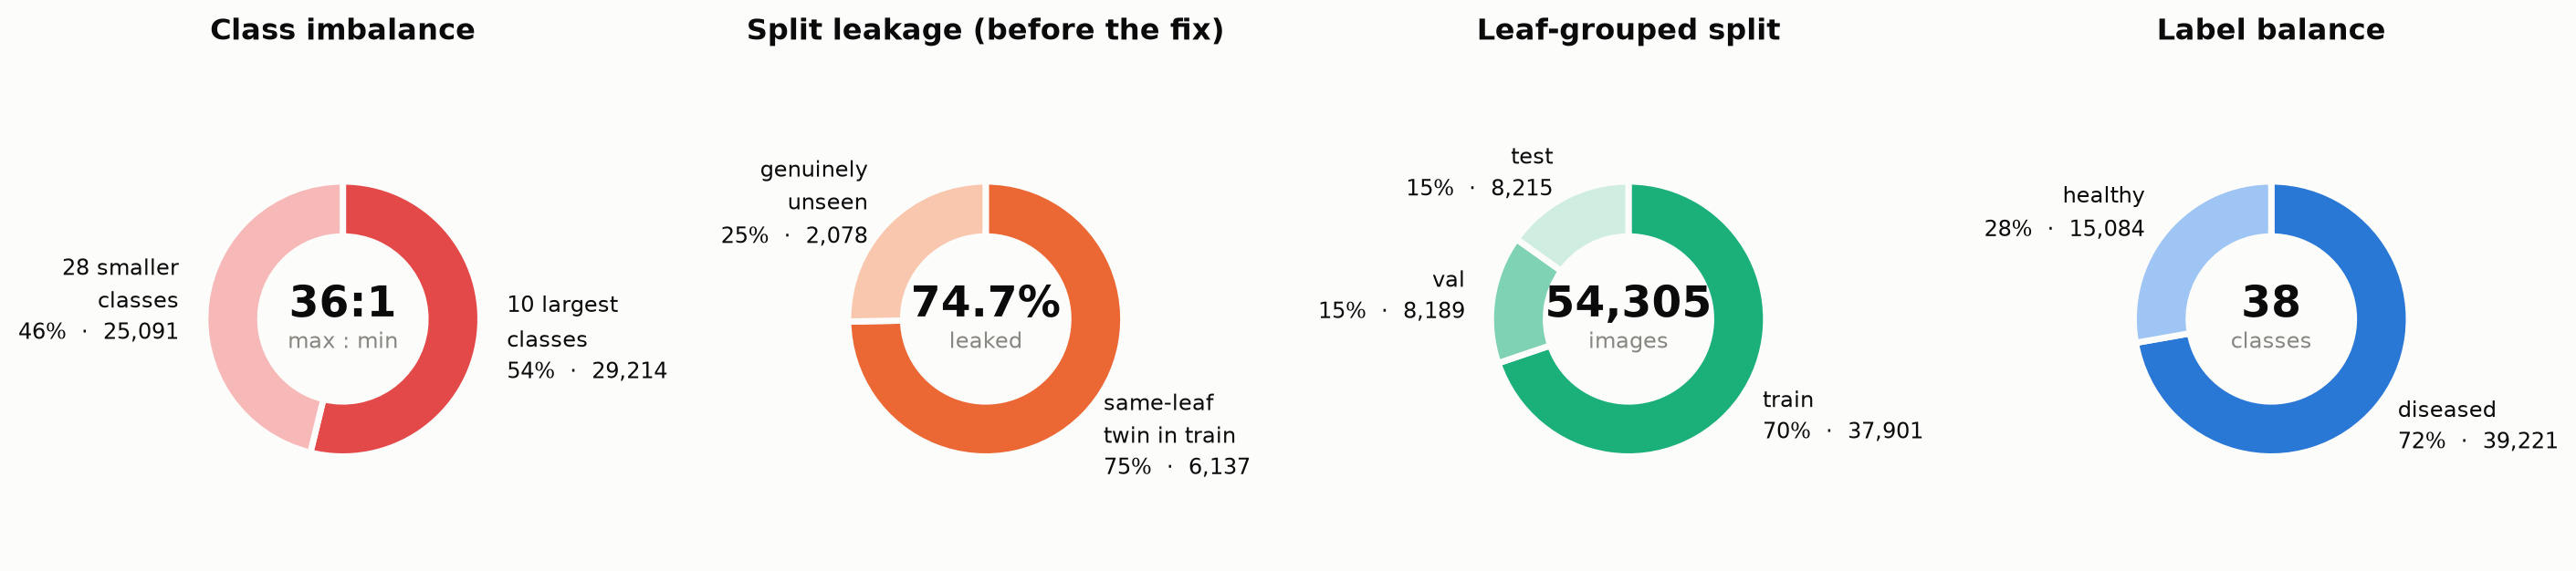 Class imbalance
28 smaller
classes
46%  ·  25,091
36:1
max : min
10 largest
classes
54%  ·  29,214
Split leakage (before the fix)
genuinely
unseen
25%  ·  2,078
74.7%
leaked
same-leaf
twin in train
75%  ·  6,137
Leaf-grouped split
test
15%  ·  8,215
val
15%  ·  8,189
54,305
images
train
70%  ·  37,901
Label balance
healthy
28%  ·  15,084
38
classes
diseased
72%  ·  39,221